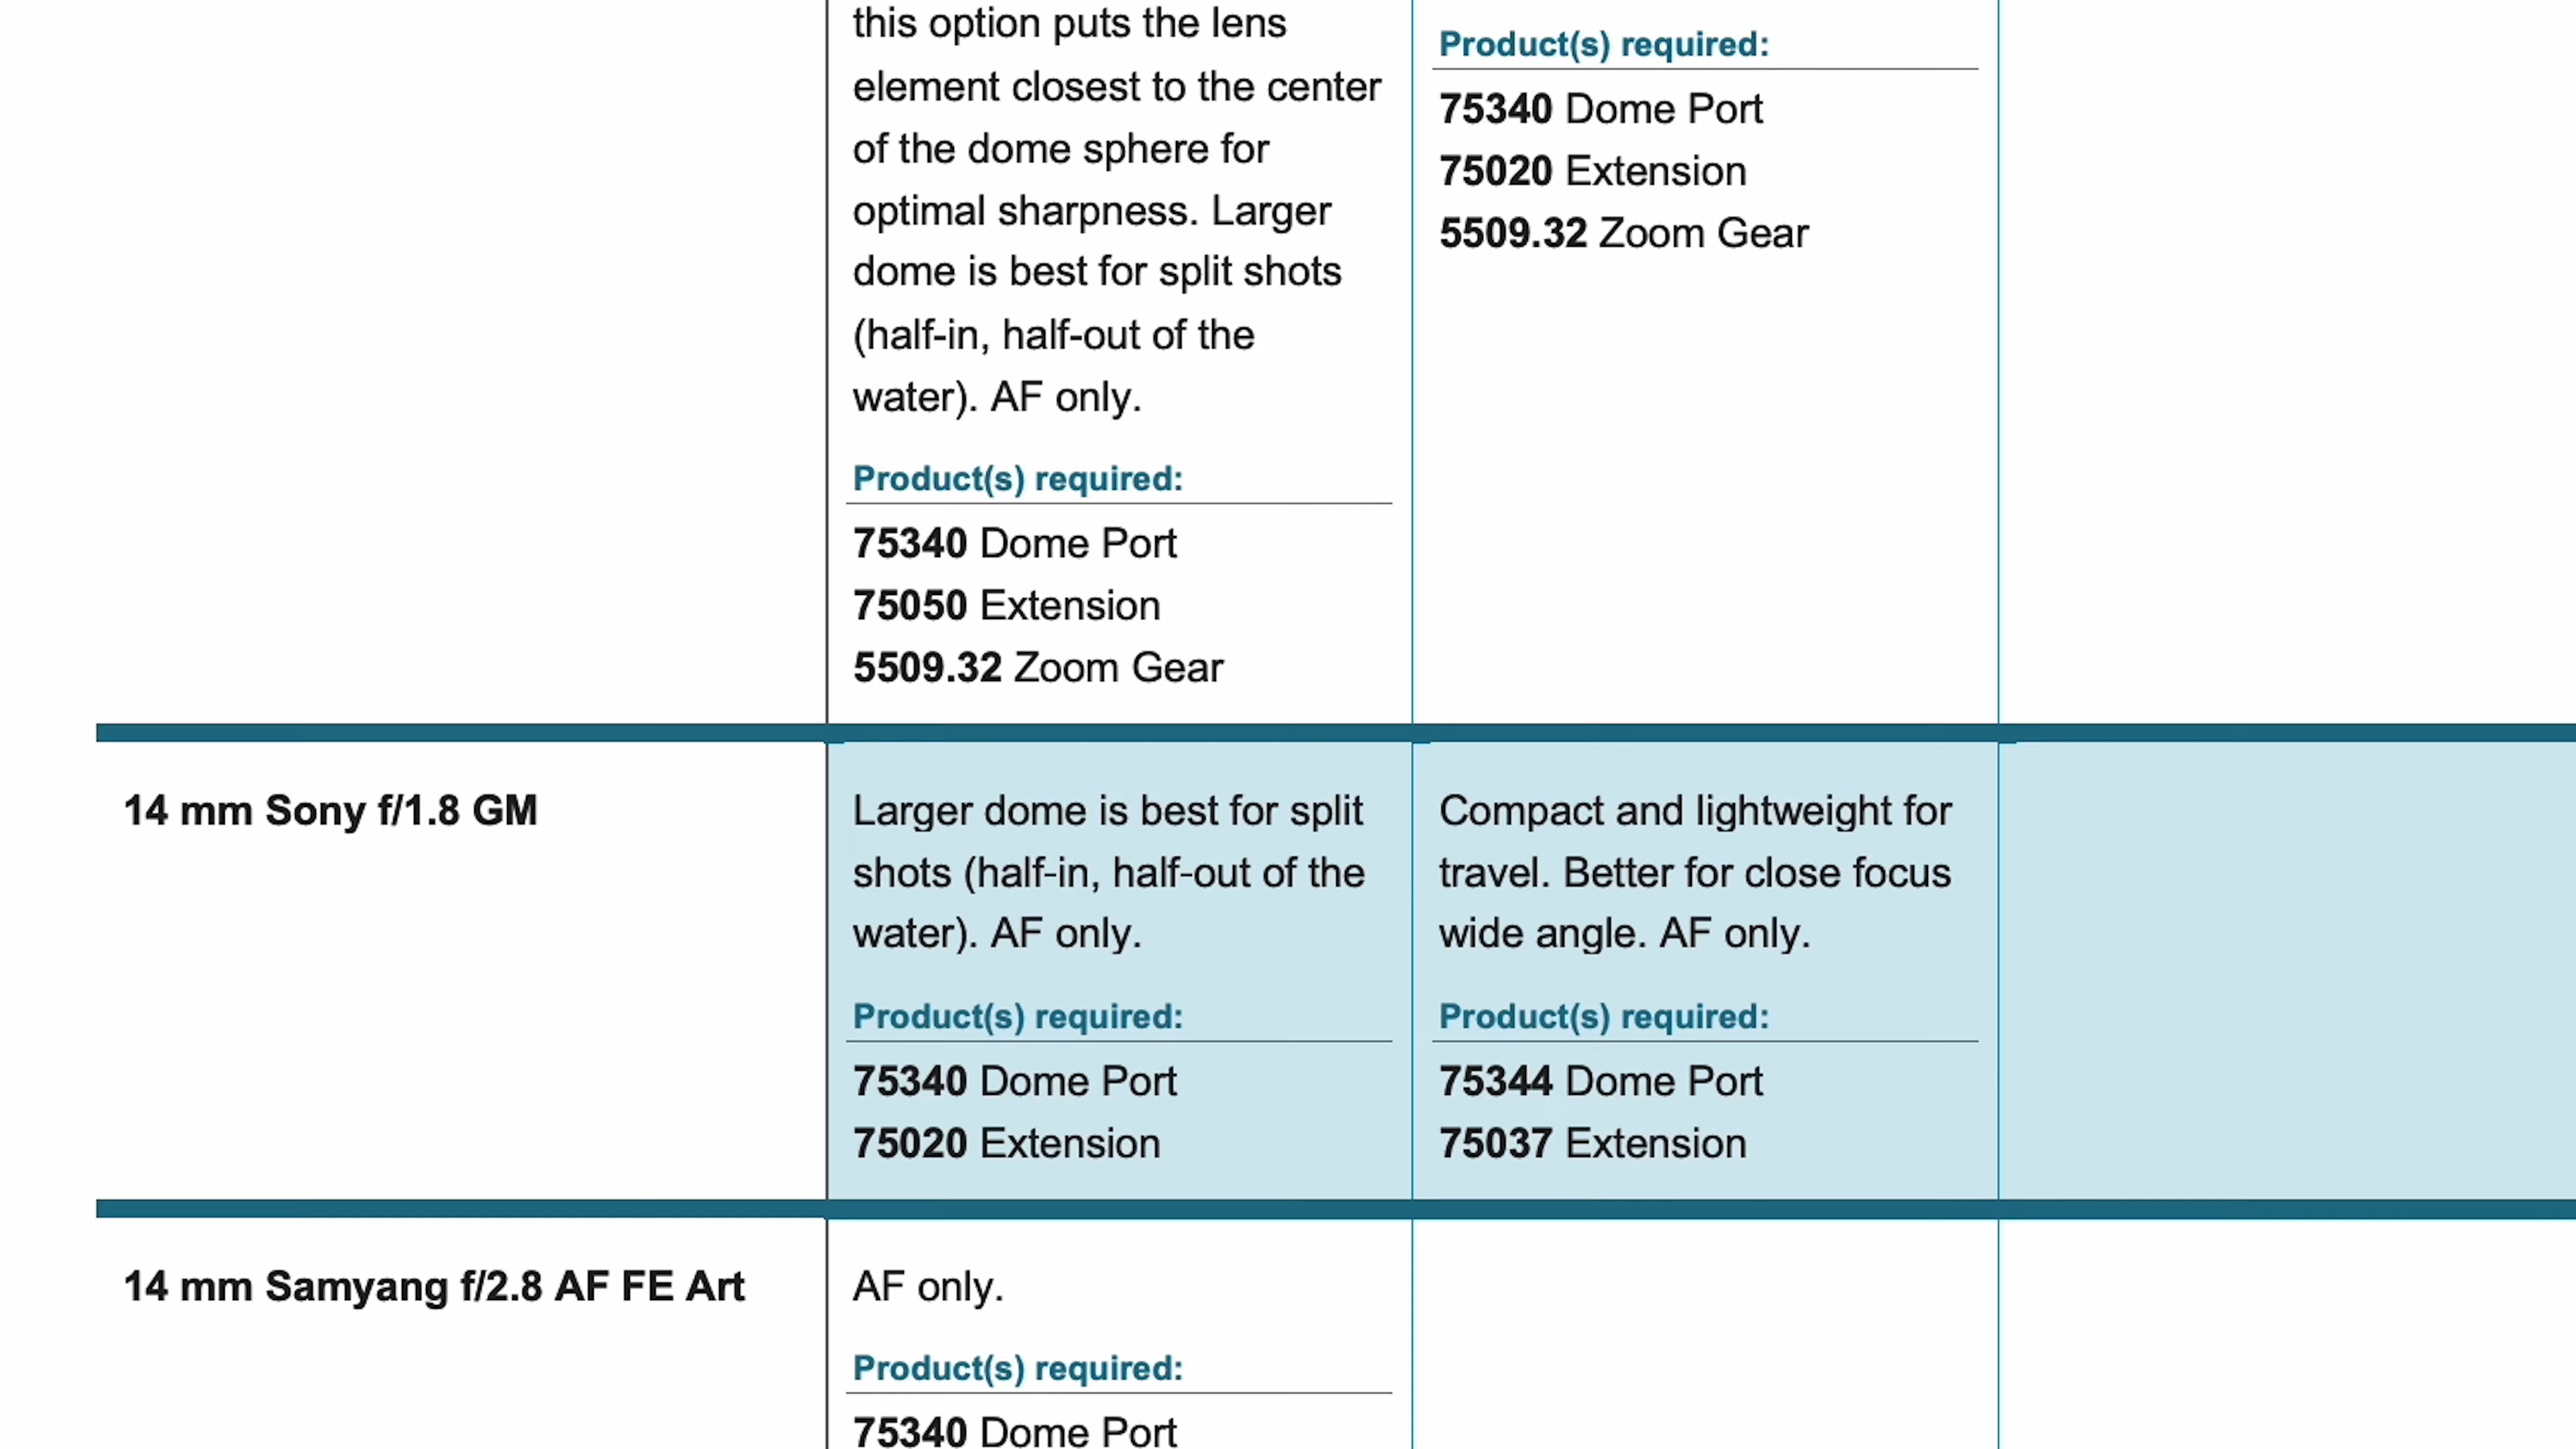 this option puts the lens
element closest to the center
of the dome sphere for
optimal sharpness. Larger
dome is best for split shots
(half-in, half-out of the
water). AF only.
Product(s) required:
75340 Dome Port
75050 Extension
5509.32 Zoom Gear
Product(s) required:
75340 Dome Port
75020 Extension
5509.32 Zoom Gear
14 mm Sony f/1.8 GM
Larger dome is best for split
shots (half-in, half-out of the
water). AF only.
Product(s) required:
75340 Dome Port
75020 Extension
Compact and lightweight for
travel. Better for close focus
wide angle. AF only.
Product(s) required:
75344 Dome Port
75037 Extension
14 mm Samyang f/2.8 AF FE Art
AF only.
Product(s) required:
75340 Dome Port